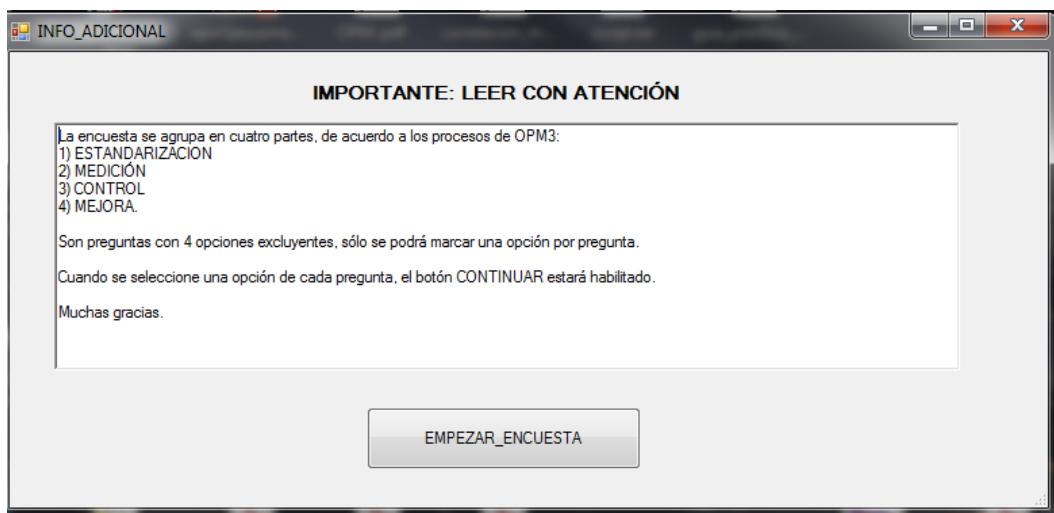 INFO_ADICIONAL
IMPORTANTE: LEER CON ATENCIÓN
La encuesta se agrupa en cuatro partes, de acuerdo a los procesos de OPM3:
1) ESTANDARIZACION
2) MEDICIÓN
3) CONTROL
4) MEJORA.
Son preguntas con 4 opciones excluyentes, sólo se podrá marcar una opción por pregunta.
Cuando se seleccione una opción de cada pregunta, el botón CONTINUAR estará habilitado.
Muchas gracias.
EMPEZAR_ENCUESTA